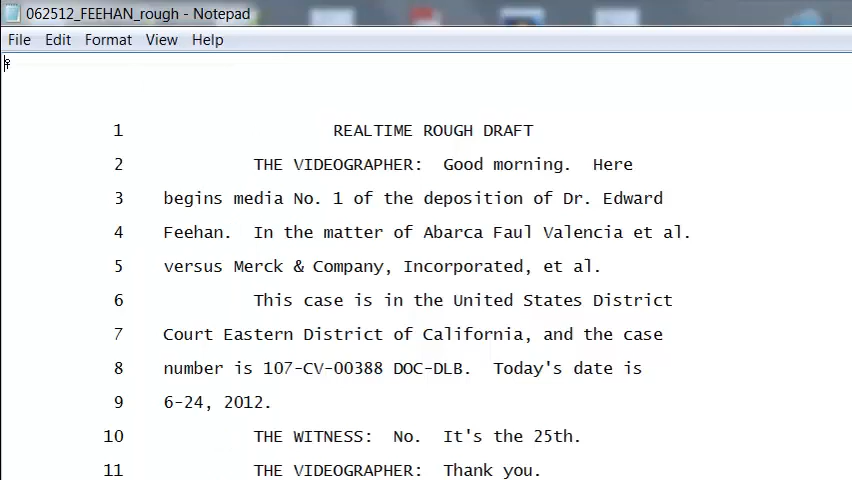 062512_FEEHAN_rough - Notepad
File Edit Format View Help
1 REALTIME ROUGH DRAFT
2 THE VIDEOGRAPHER: Good morning. Here
3 begins media No. 1 of the deposition of Dr. Edward
4 Feehan. In the matter of Abarca Faul Valencia et al.
5 versus Merck & Company, Incorporated, et al.
6 This case is in the United States District
7 Court Eastern District of California, and the case
8 number is 107-CV-00388 DOC-DLB. Today's date is
9 6-24, 2012.
10 THE WITNESS: No. It's the 25th.
11 THE VIDEOGRAPHER: Thank you.